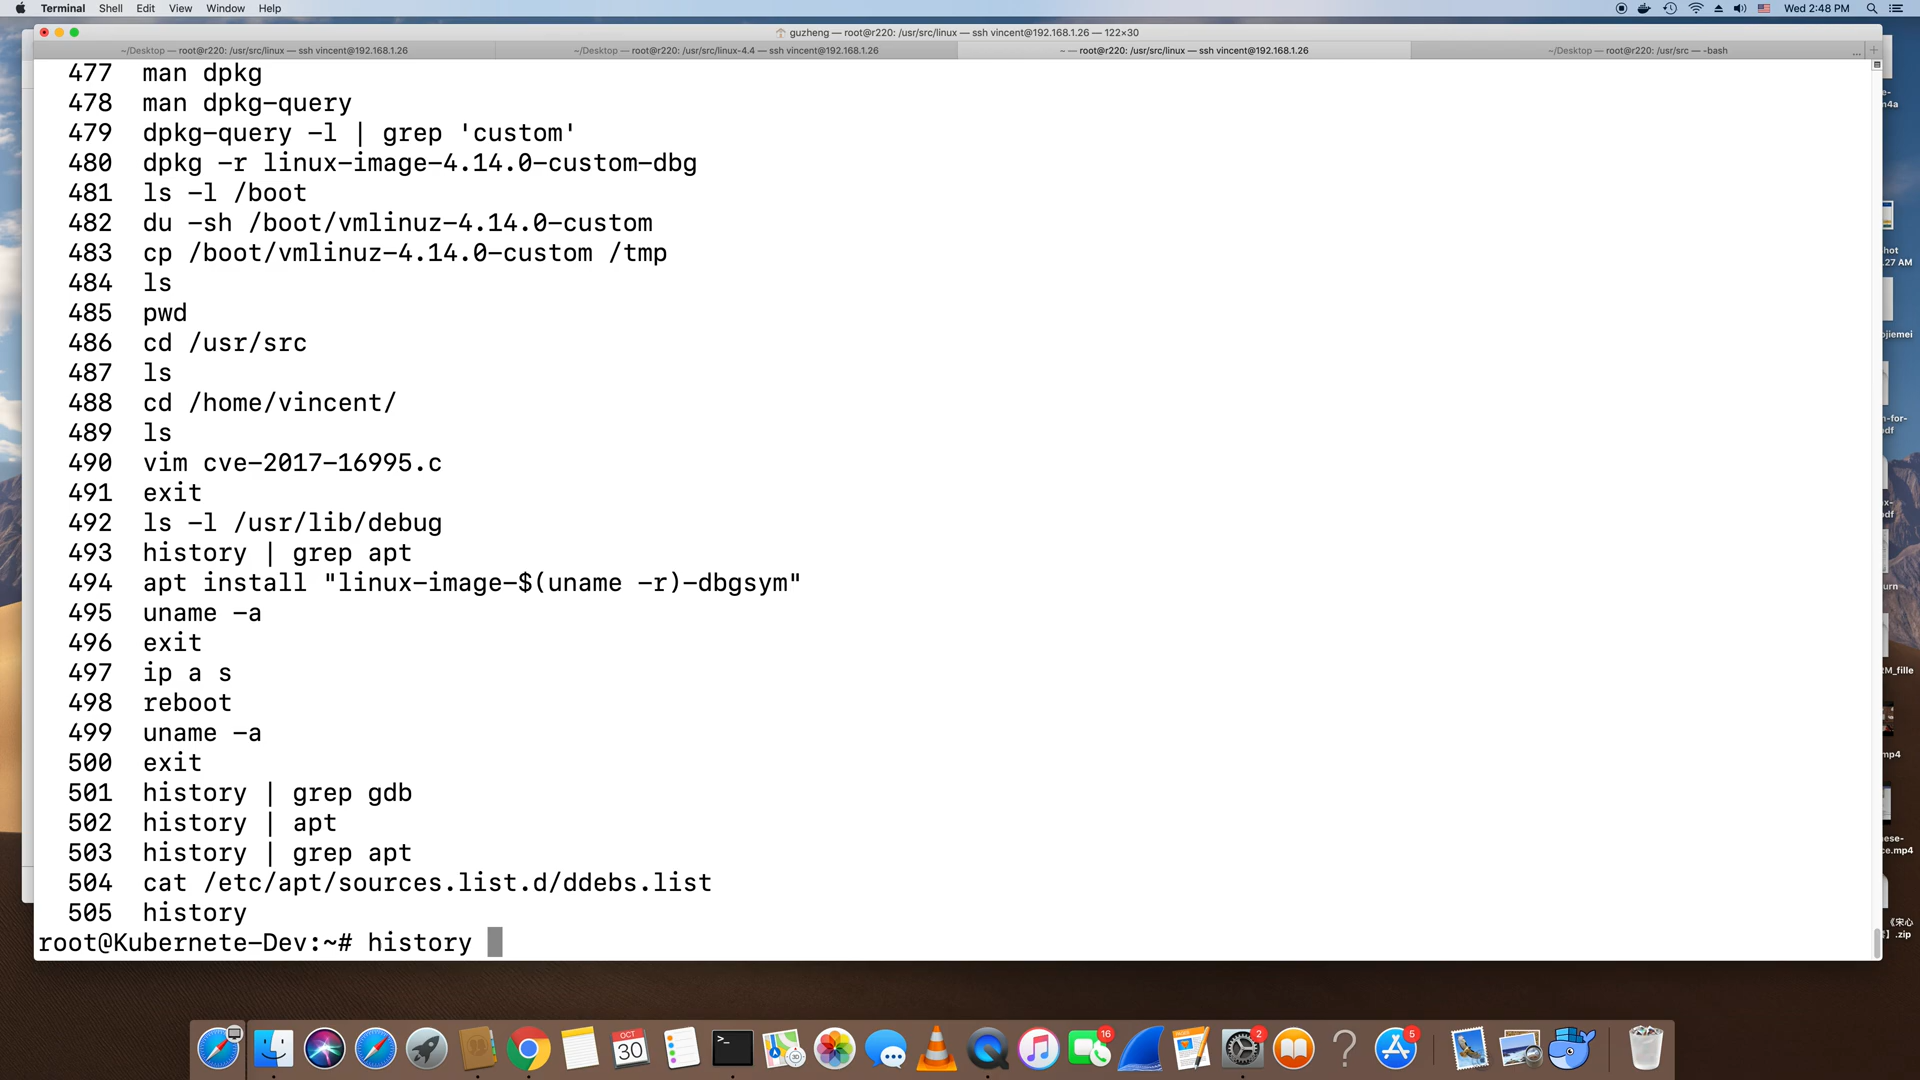 Terminal Shell Edit View Window Help Wed 2:48 PM
guzheng — root@r220: /usr/src/linux — ssh vincent@192.168.1.26 — 122×30
~/Desktop — root@r220: /usr/src/linux — ssh vincent@192.168.1.26 ~/Desktop — root@r220: /usr/src/linux-4.4 — ssh vincent@192.168.1.26 ~ — root@r220: /usr/src/linux — ssh vincent@192.168.1.26 ~/Desktop — root@r220: /usr/src — -bash ... +
477 man dpkg
478 man dpkg-query
479 dpkg-query -l | grep 'custom'
480 dpkg -r linux-image-4.14.0-custom-dbg
481 ls -l /boot
482 du -sh /boot/vmlinuz-4.14.0-custom
483 cp /boot/vmlinuz-4.14.0-custom /tmp
484 ls
485 pwd
486 cd /usr/src
487 ls
488 cd /home/vincent/
489 ls
490 vim cve-2017-16995.c
491 exit
492 ls -l /usr/lib/debug
493 history | grep apt
494 apt install "linux-image-$(uname -r)-dbgsym"
495 uname -a
496 exit
497 ip a s
498 reboot
499 uname -a
500 exit
501 history | grep gdb
502 history | apt
503 history | grep apt
504 cat /etc/apt/sources.list.d/ddebs.list
505 history
root@Kubernete-Dev:~# history
OCT
30
16
2
5